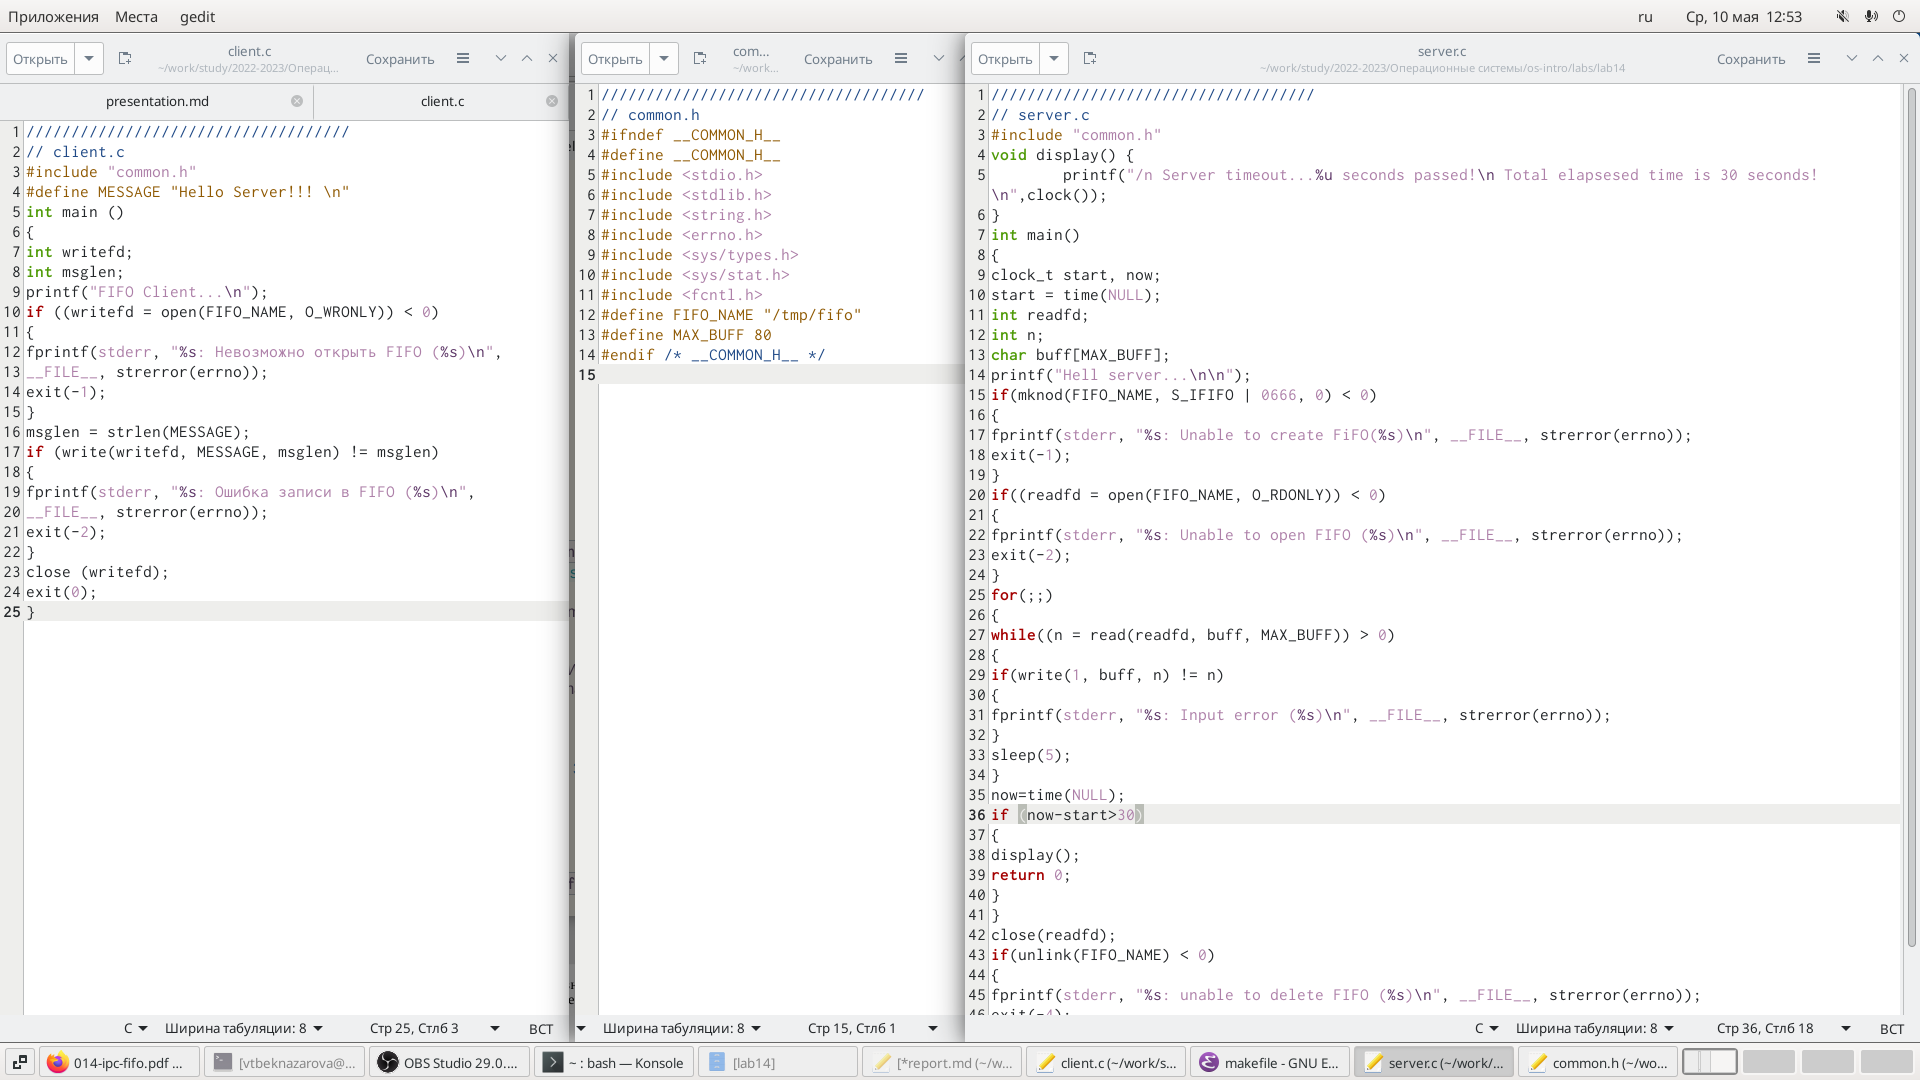 Приложения Места gedit ru Ср, 10 мая 12:53
Открыть client.c Сохранить
~/work/study/2022-2023/Операц...
presentation.md client.c
1 ////////////////////////////////////
2 // client.c
3 #include "common.h"
4 #define MESSAGE "Hello Server!!! \n"
5 int main ()
6 {
7 int writefd;
8 int msglen;
9 printf("FIFO Client...\n");
10 if ((writefd = open(FIFO_NAME, O_WRONLY)) < 0)
11 {
12 fprintf(stderr, "%s: Невозможно открыть FIFO (%s)\n",
13 __FILE__, strerror(errno));
14 exit(-1);
15 }
16 msglen = strlen(MESSAGE);
17 if (write(writefd, MESSAGE, msglen) != msglen)
18 {
19 fprintf(stderr, "%s: Ошибка записи в FIFO (%s)\n",
20 __FILE__, strerror(errno));
21 exit(-2);
22 }
23 close (writefd);
24 exit(0);
25 }
C Ширина табуляции: 8 Стр 25, Стлб 3 ВСТ
Открыть com... Сохранить
~/work...
1 ////////////////////////////////////
2 // common.h
3 #ifndef __COMMON_H__
4 #define __COMMON_H__
5 #include <stdio.h>
6 #include <stdlib.h>
7 #include <string.h>
8 #include <errno.h>
9 #include <sys/types.h>
10 #include <sys/stat.h>
11 #include <fcntl.h>
12 #define FIFO_NAME "/tmp/fifo"
13 #define MAX_BUFF 80
14 #endif /* __COMMON_H__ */
15
Ширина табуляции: 8 Стр 15, Стлб 1
Открыть server.c Сохранить
~/work/study/2022-2023/Операционные системы/os-intro/labs/lab14
1 ////////////////////////////////////
2 // server.c
3 #include "common.h"
4 void display() {
5 printf("/n Server timeout...%u seconds passed!\n Total elapsesed time is 30 seconds!
\n",clock());
6 }
7 int main()
8 {
9 clock_t start, now;
10 start = time(NULL);
11 int readfd;
12 int n;
13 char buff[MAX_BUFF];
14 printf("Hell server...\n\n");
15 if(mknod(FIFO_NAME, S_IFIFO | 0666, 0) < 0)
16 {
17 fprintf(stderr, "%s: Unable to create FiFO(%s)\n", __FILE__, strerror(errno));
18 exit(-1);
19 }
20 if((readfd = open(FIFO_NAME, O_RDONLY)) < 0)
21 {
22 fprintf(stderr, "%s: Unable to open FIFO (%s)\n", __FILE__, strerror(errno));
23 exit(-2);
24 }
25 for(;;)
26 {
27 while((n = read(readfd, buff, MAX_BUFF)) > 0)
28 {
29 if(write(1, buff, n) != n)
30 {
31 fprintf(stderr, "%s: Input error (%s)\n", __FILE__, strerror(errno));
32 }
33 sleep(5);
34 }
35 now=time(NULL);
36 if (now-start>30)
37 {
38 display();
39 return 0;
40 }
41 }
42 close(readfd);
43 if(unlink(FIFO_NAME) < 0)
44 {
45 fprintf(stderr, "%s: unable to delete FIFO (%s)\n", __FILE__, strerror(errno));
46 exit(-4);
C Ширина табуляции: 8 Стр 36, Стлб 18 ВСТ
014-ipc-fifo.pdf ... [vtbeknazarova@... OBS Studio 29.0.... ~ : bash — Konsole [lab14] [*report.md (~/w... client.c (~/work/s... makefile - GNU E... server.c (~/work/... common.h (~/wo...